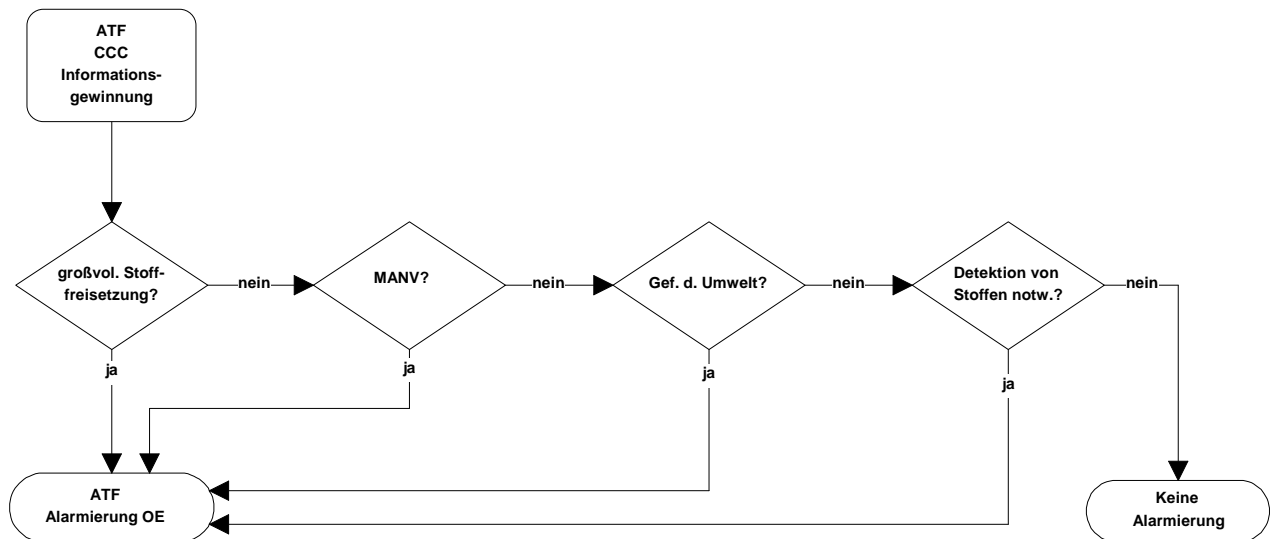 ATF
CCC
Informations-
gewinnung
großvol. Stoff-
freisetzung?
nein
MANV?
nein
Gef. d. Umwelt?
nein
Detektion von
Stoffen notw.?
nein
ja
ja
ja
ja
ATF
Alarmierung OE
Keine
Alarmierung